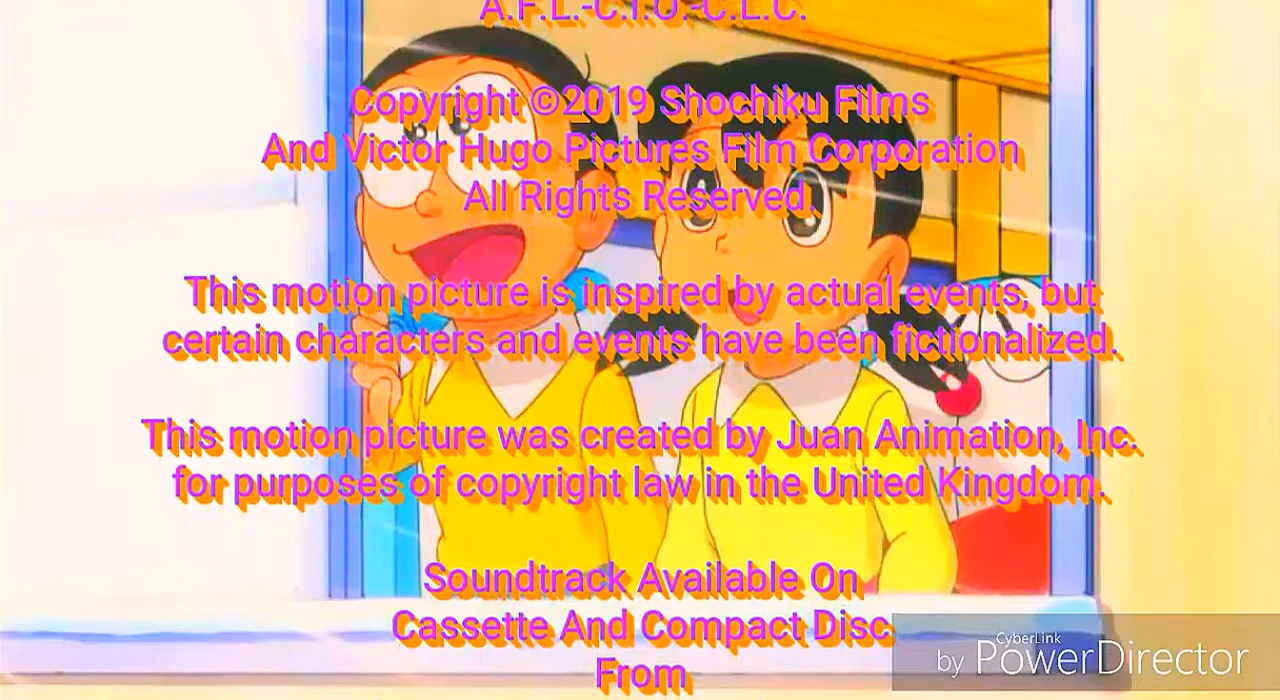 A.F.L.-C.I.O.-C.L.C.
Copyright ©2019 Shochiku Films
And Victor Hugo Pictures Film Corporation
All Rights Reserved.
This motion picture is inspired by actual events, but
certain characters and events have been fictionalized.
This motion picture was created by Juan Animation, Inc.
for purposes of copyright law in the United Kingdom.
Soundtrack Available On
Cassette And Compact Disc
From
CyberLink
by PowerDirector